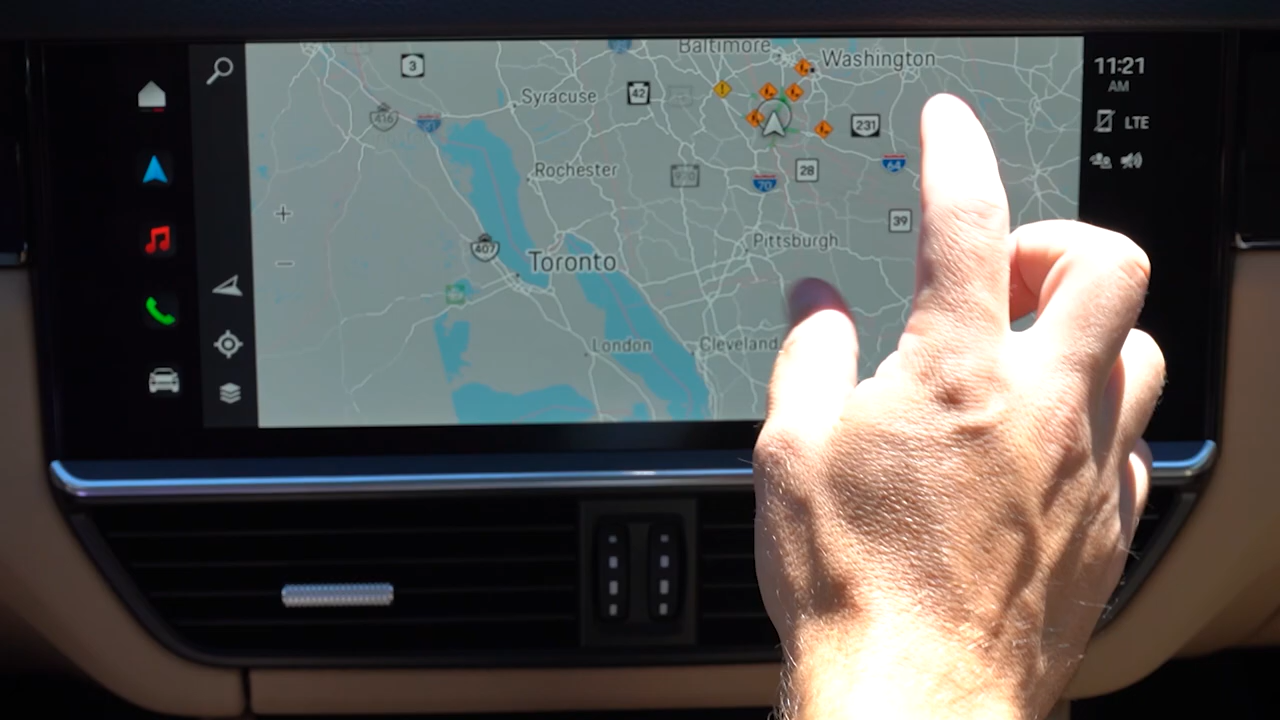 Baltimore
Washington
11:21
AM
3
42
Syracuse
416
231
LTE
28
64
Rochester
70
39
407
Pittsburgh
Toronto
London
Cleveland